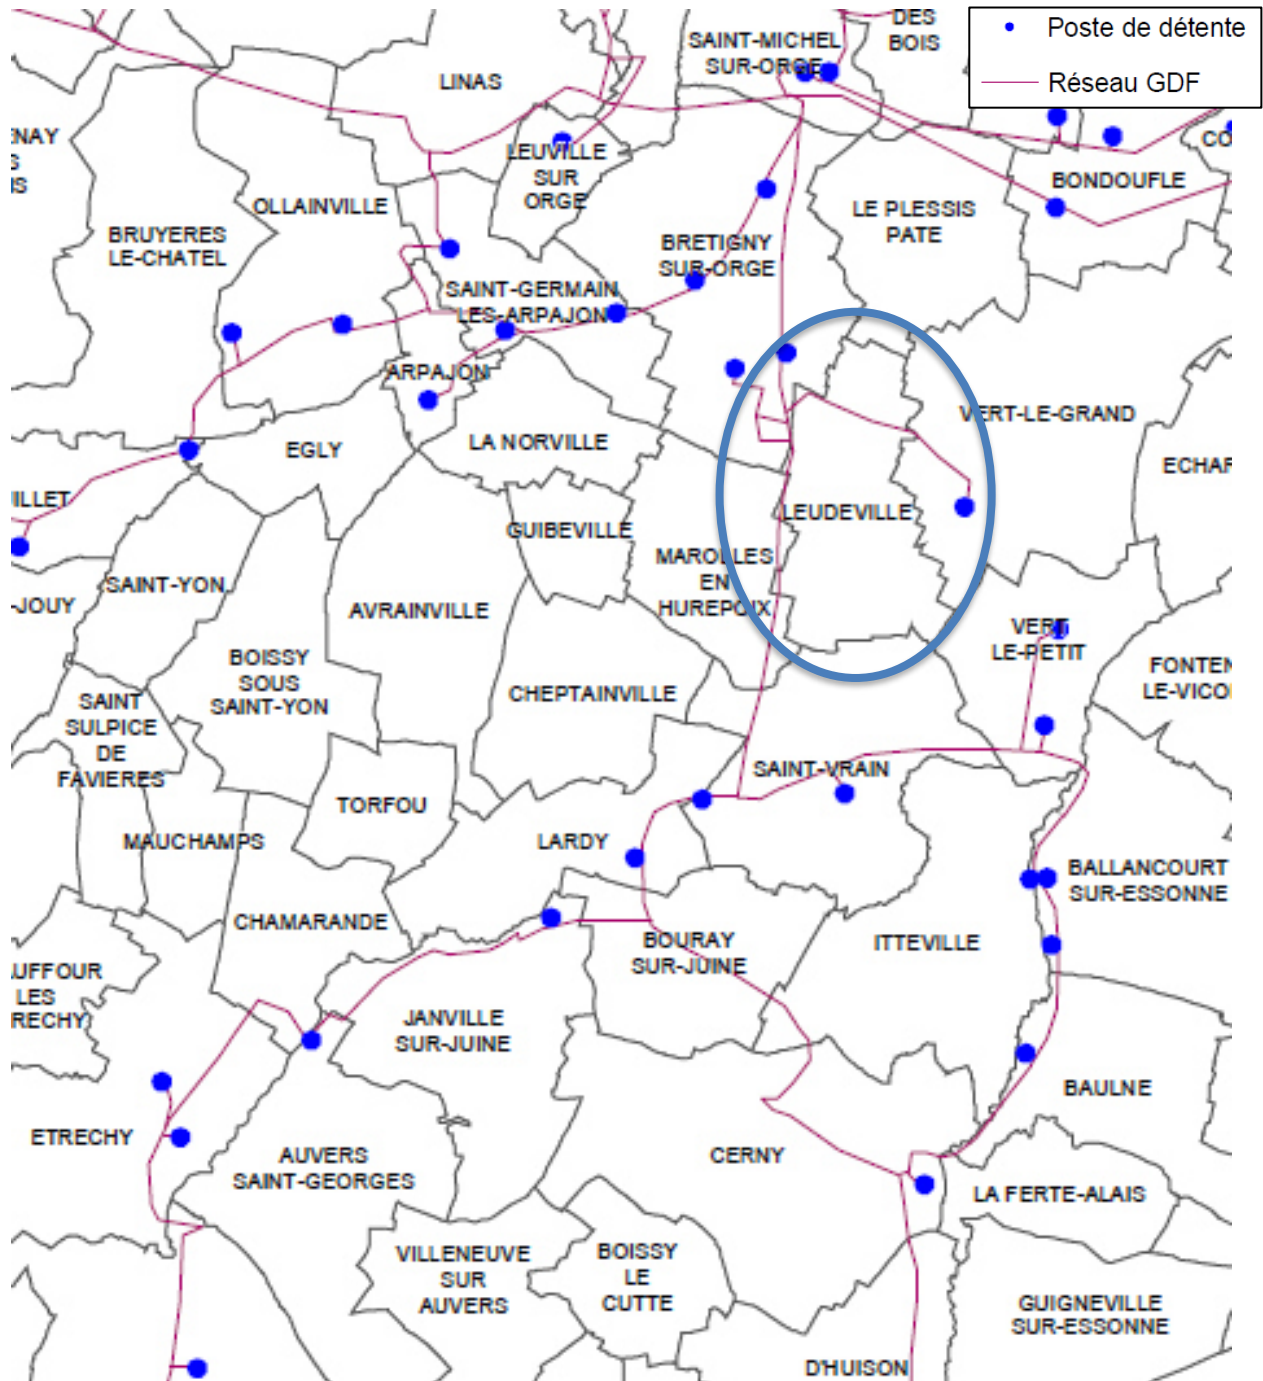 DES
BOIS
Poste de détente
Réseau GDF
SAINT-MICHEL
SUR-ORGE
LINAS
LEUVILLE
SUR
ORGE
OLLAINVILLE
BRUYERES
LE-CHATEL
BONDOUFLE
LE PLESSIS
PATE
BRETIGNY
SUR-ORGE
SAINT-GERMAIN
LES-ARPAJON
ARPAJON
VERT-LE-GRAND
EGLY
LA NORVILLE
LEUDEVILLE
GUIBEVILLE
MAROLLES
EN
HUREPOIX
SAINT-YON
-JOUY
AVRAINVILLE
VERT
LE-PETIT
BOISSY
SOUS
SAINT-YON
CHEPTAINVILLE
SAINT
SULPICE
DE
FAVIERES
SAINT-VRAIN
TORFOU
MAUCHAMPS
LARDY
BALLANCOURT
SUR-ESSONNE
CHAMARANDE
BOURAY
SUR-JUINE
ITTEVILLE
UFFOUR
LES
RECHY
JANVILLE
SUR-JUINE
BAULNE
ETRECHY
AUVERS
SAINT-GEORGES
CERNY
LA FERTE-ALAIS
VILLENEUVE
SUR
AUVERS
BOISSY
LE
CUTTE
GUIGNEVILLE
SUR-ESSONNE
D'HUISON